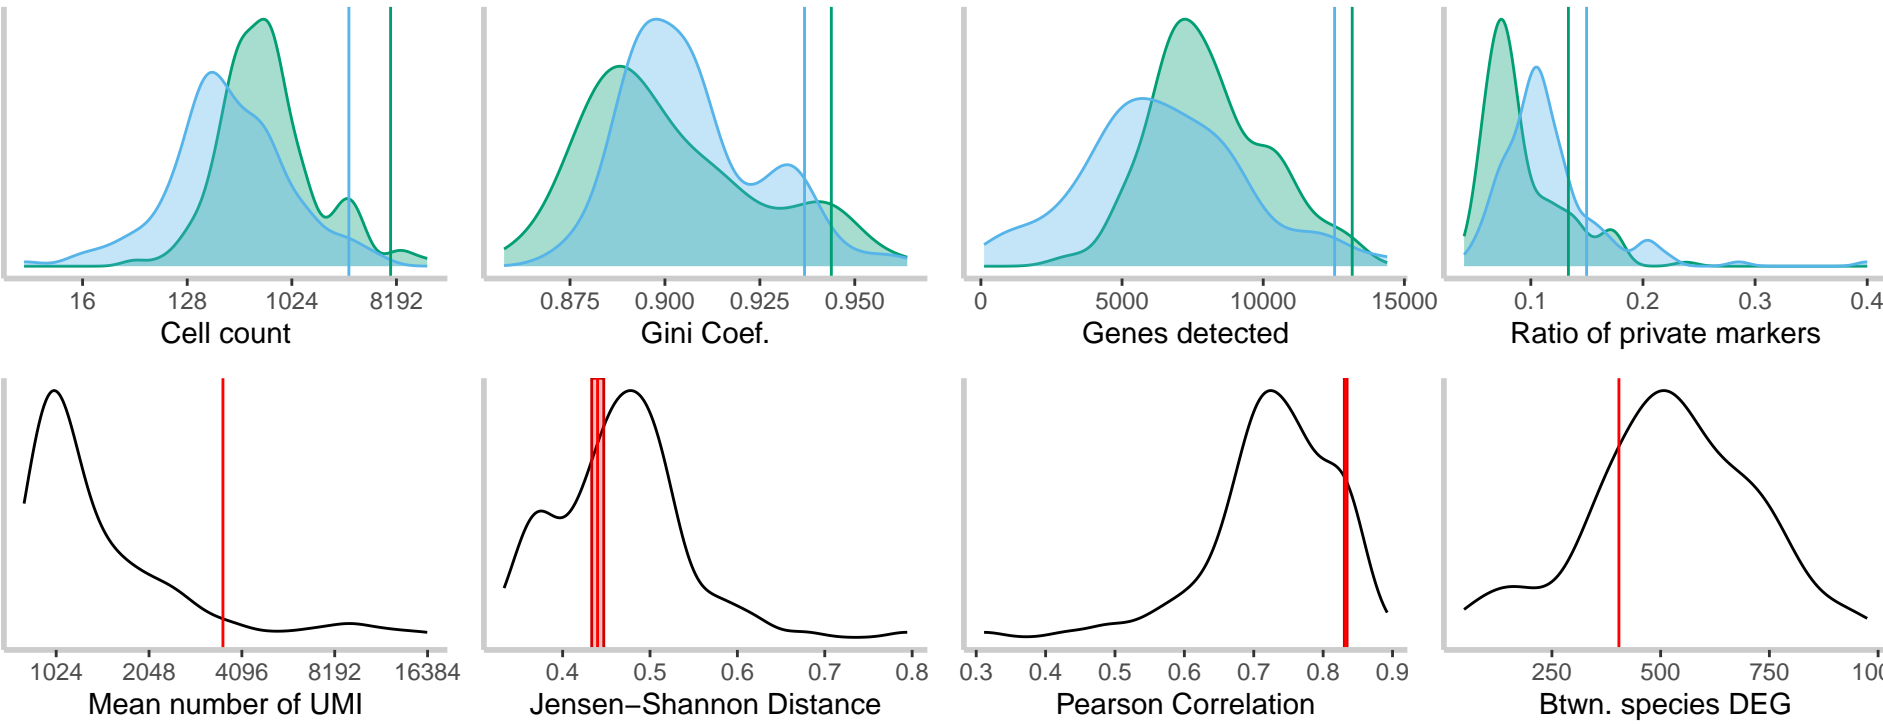 16 128 1024 8192
Cell count
0.875 0.900 0.925 0.950
Gini Coef.
0 5000 10000 15000
Genes detected
0.1 0.2 0.3 0.4
Ratio of private markers
1024 2048 4096 8192 16384
Mean number of UMI
0.4 0.5 0.6 0.7 0.8
Jensen−Shannon Distance
0.3 0.4 0.5 0.6 0.7 0.8 0.9
Pearson Correlation
250 500 750
Btwn. species DEG